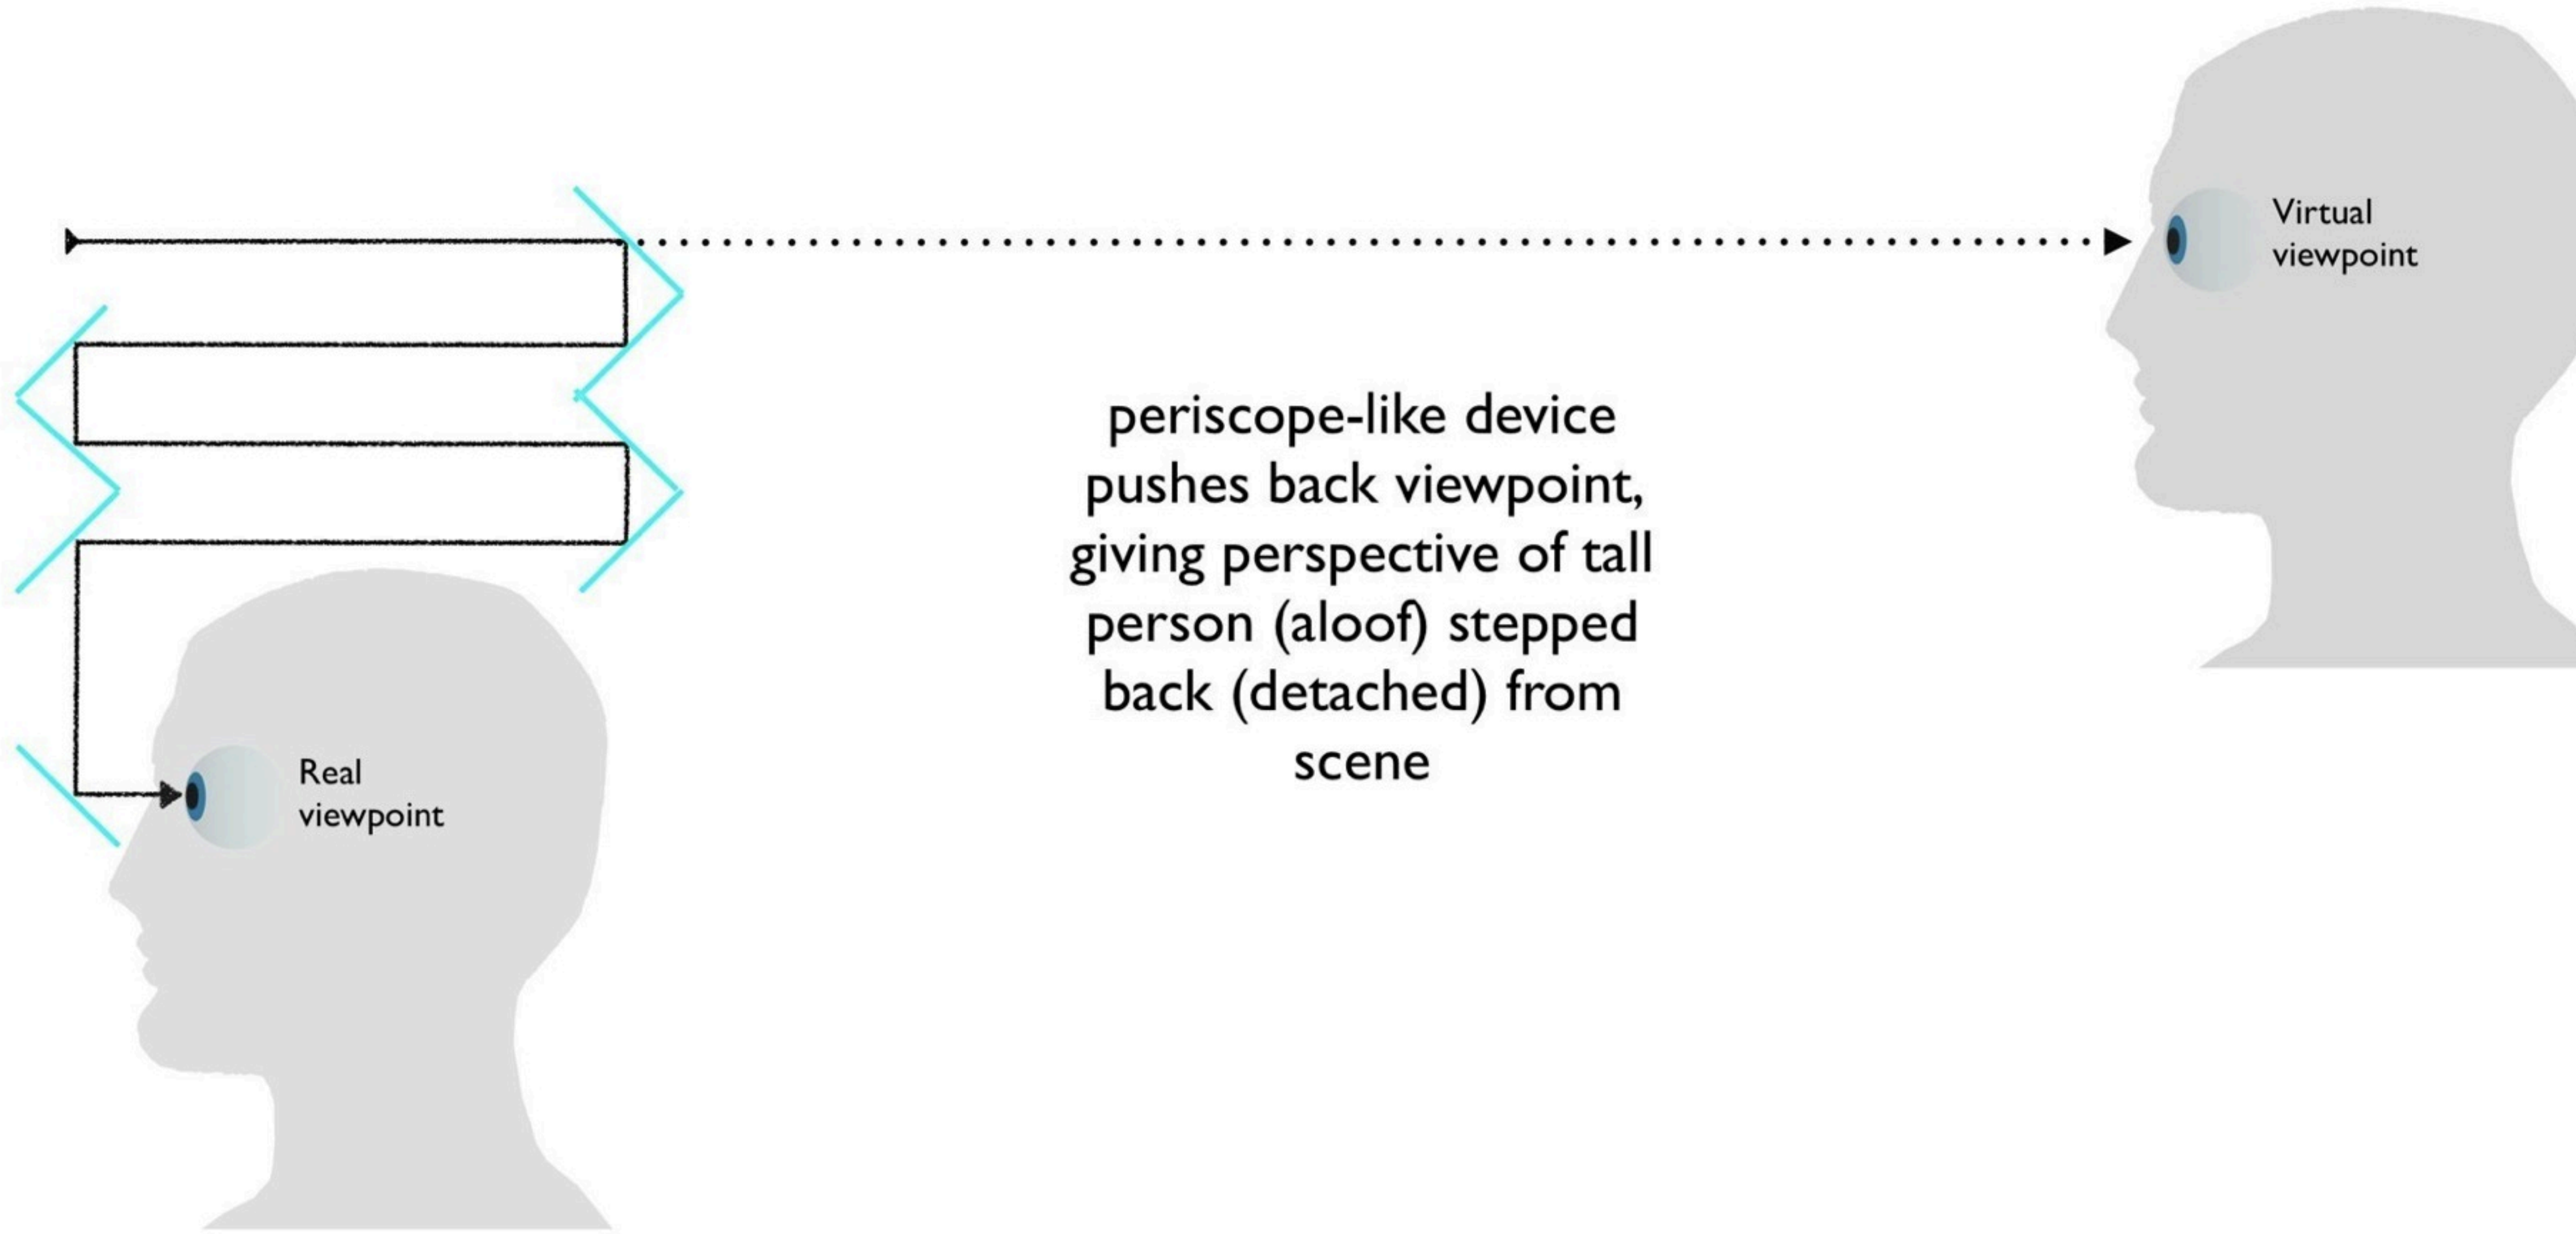 Virtual
viewpoint
periscope-like device
pushes back viewpoint,
giving perspective of tall
person (aloof) stepped
back (detached) from
scene
Real
viewpoint